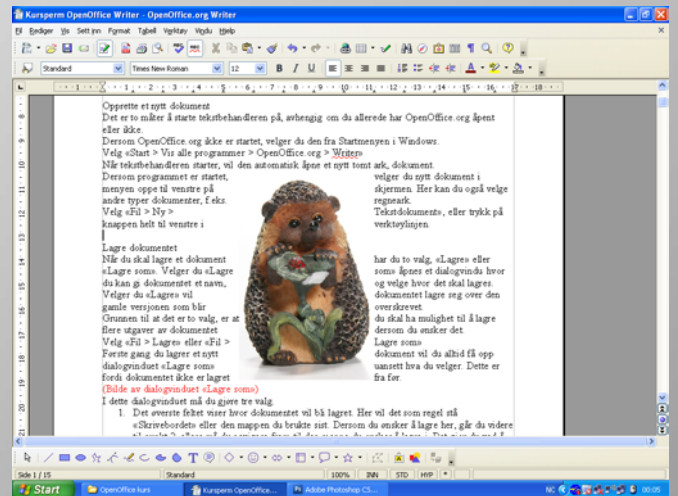 Kursperm OpenOffice Writer - OpenOffice.org Writer
Fil Rediger Vis Sett inn Format Tabell Verktøy Vindu Hjelp
Standard Times New Roman 12 B I U
Opprette et nytt dokument
Det er to måter å starte tekstbehandleren på, avhengig om du allerede har OpenOffice.org åpent
eller ikke.
Dersom OpenOffice.org ikke er startet, velger du den fra Startmenyen i Windows.
Velg «Start > Vis alle programmer > OpenOffice.org > Writer»
Når tekstbehandleren starter, vil den automatisk åpne et nytt tomt ark, dokument.
Dersom programmet er startet, velger du nytt dokument i
menyen oppe til venstre på skjermen. Her kan du også velge
andre typer dokumenter, f.eks. regneark.
Velg «Fil > Ny > Tekstdokument», eller trykk på
knappen helt til venstre i verktøylinjen.
Lagre dokumentet
Når du skal lagre et dokument har du to valg, «Lagre» eller
«Lagre som». Velger du «Lagre som» åpnes et dialogvindu hvor
du kan gi dokumentet et navn, og velge hvor det skal lagres.
Velger du «Lagre» vil dokumentet lagre seg over den
gamle versjonen som blir overskrevet.
Grunnen til at det er to valg, er at du skal ha mulighet til å lagre
flere utgaver av dokumentet dersom du ønsker det.
Velg «Fil > Lagre» eller «Fil > Lagre som»
Første gang du lagrer et nytt dokument vil du alltid få opp
dialogvinduet «Lagre som» uansett hva du velger. Dette er
fordi dokumentet ikke er lagret fra før.
(Bilde av dialogvinduet «Lagre som»)
I dette dialogvinduet må du gjøre tre valg.
1. Det øverste feltet viser hvor dokumentet vil bå lagret. Her vil det som regel stå
«Skrivebordet» eller den mappen du brukte sist. Dersom du ønsker å lagre her, går du videre
Side 1 / 15 Standard 100% INN STD HYP *
Start OpenOffice kurs Kursperm OpenOffice... Adobe Photoshop CS... NO 00:05